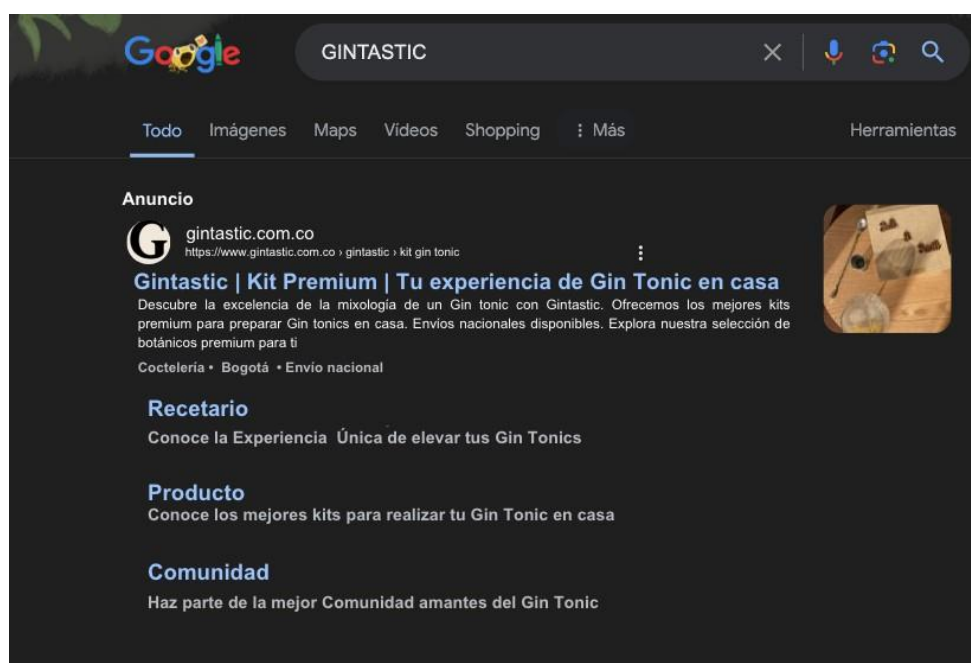 Google
GINTASTIC
Todo Imágenes Maps Vídeos Shopping Más Herramientas
Anuncio
G
gintastic.com.co
https://www.gintastic.com.co › gintastic › kit gin tonic
Gintastic | Kit Premium | Tu experiencia de Gin Tonic en casa
Descubre la excelencia de la mixología de un Gin tonic con Gintastic. Ofrecemos los mejores kits
premium para preparar Gin tonics en casa. Envíos nacionales disponibles. Explora nuestra selección de
botánicos premium para ti
Coctelería • Bogotá • Envío nacional
Recetario
Conoce la Experiencia Única de elevar tus Gin Tonics
Producto
Conoce los mejores kits para realizar tu Gin Tonic en casa
Comunidad
Haz parte de la mejor Comunidad amantes del Gin Tonic